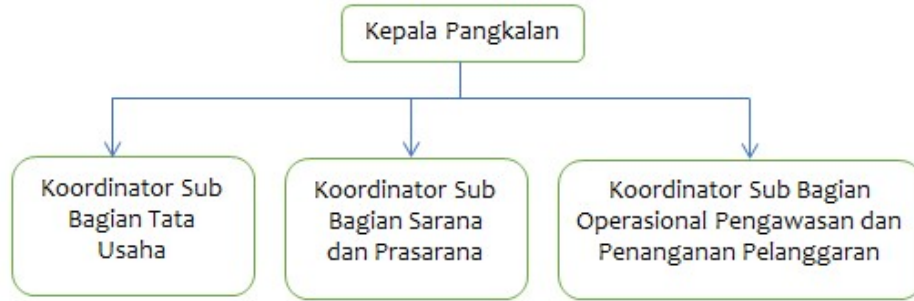 Kepala Pangkalan
Koordinator Sub
Bagian Tata
Usaha
Koordinator Sub
Bagian Sarana
dan Prasarana
Koordinator Sub Bagian
Operasional Pengawasan dan
Penanganan Pelanggaran